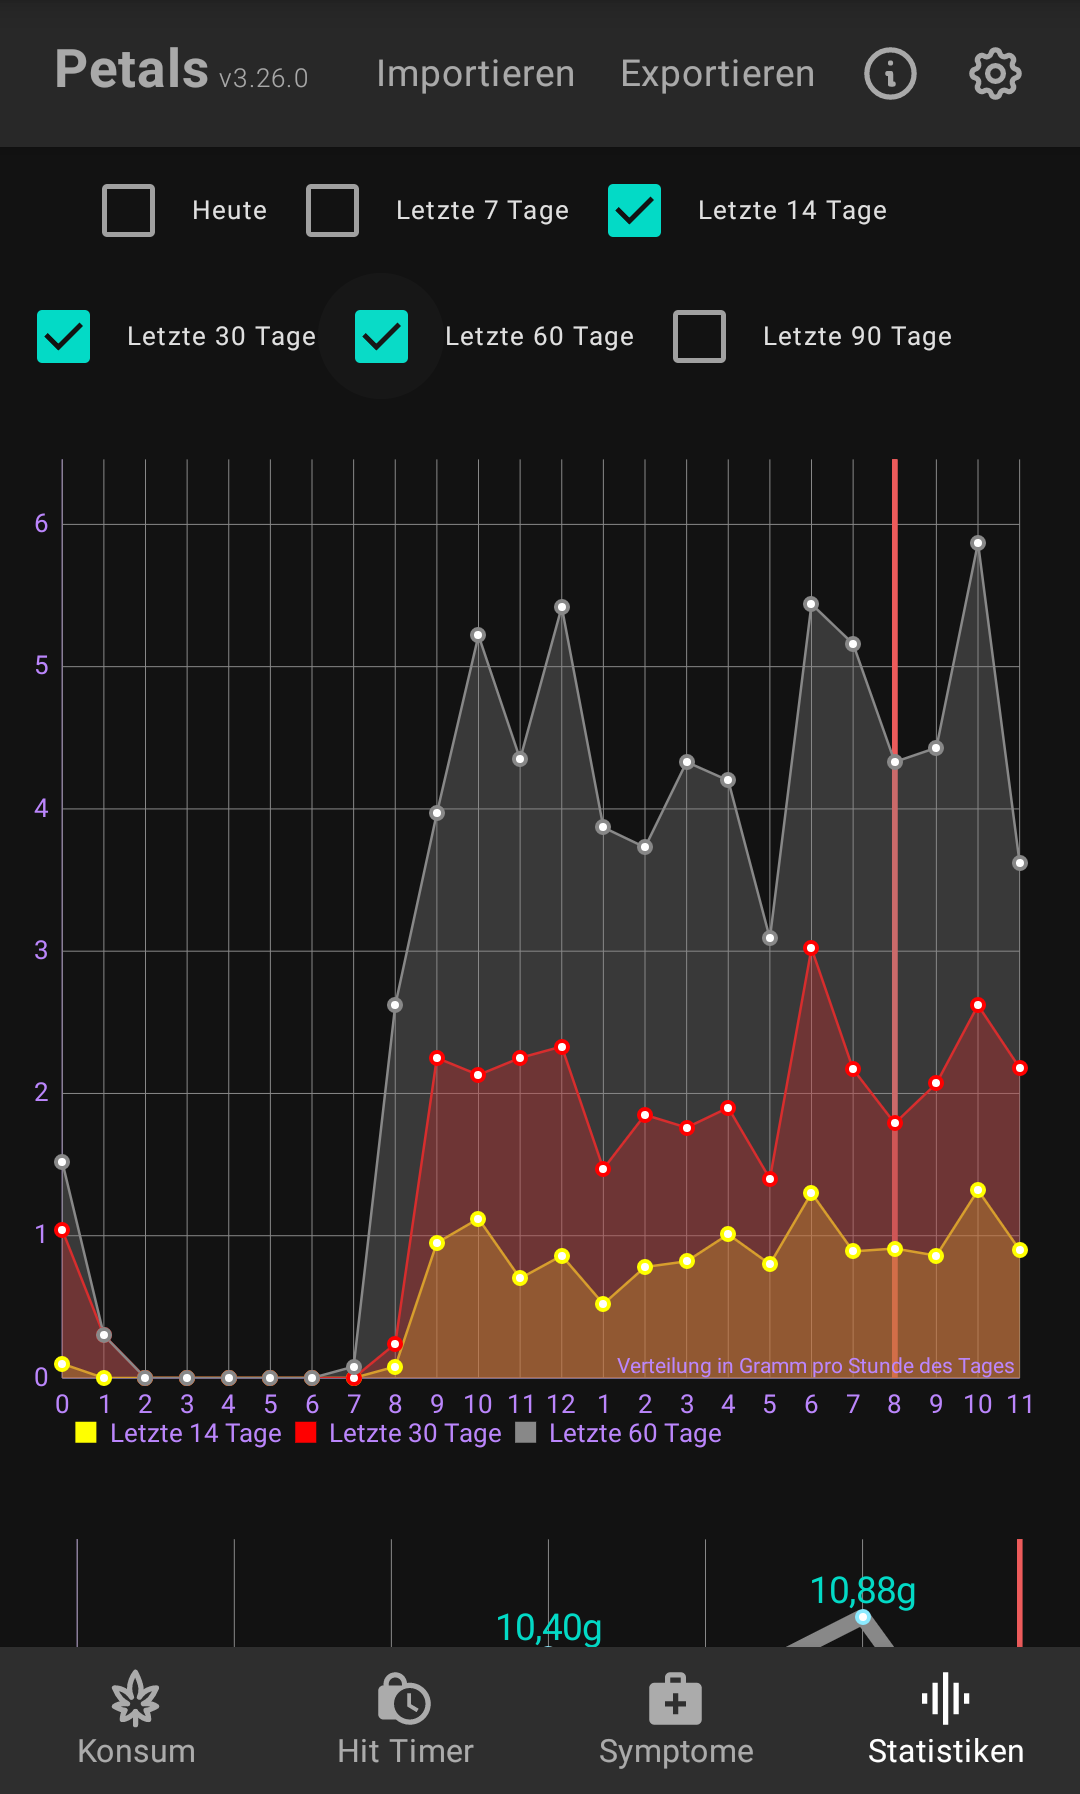 Petals v3.26.0 Importieren Exportieren
Heute Letzte 7 Tage Letzte 14 Tage
Letzte 30 Tage Letzte 60 Tage Letzte 90 Tage
6
5
4
3
2
1
0
Verteilung in Gramm pro Stunde des Tages
0 1 2 3 4 5 6 7 8 9 10 11 12 1 2 3 4 5 6 7 8 9 10 11
Letzte 14 Tage Letzte 30 Tage Letzte 60 Tage
10,88g
10,40g
Konsum Hit Timer Symptome Statistiken